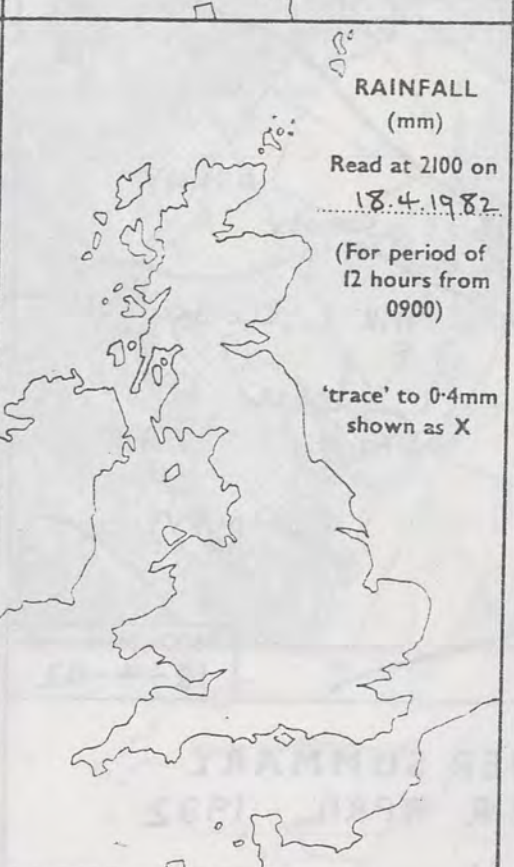 RAINFALL
(mm)
Read at 2100 on
18.4.1982
(For period of
12 hours from
0900)
'trace' to 0·4mm
shown as X